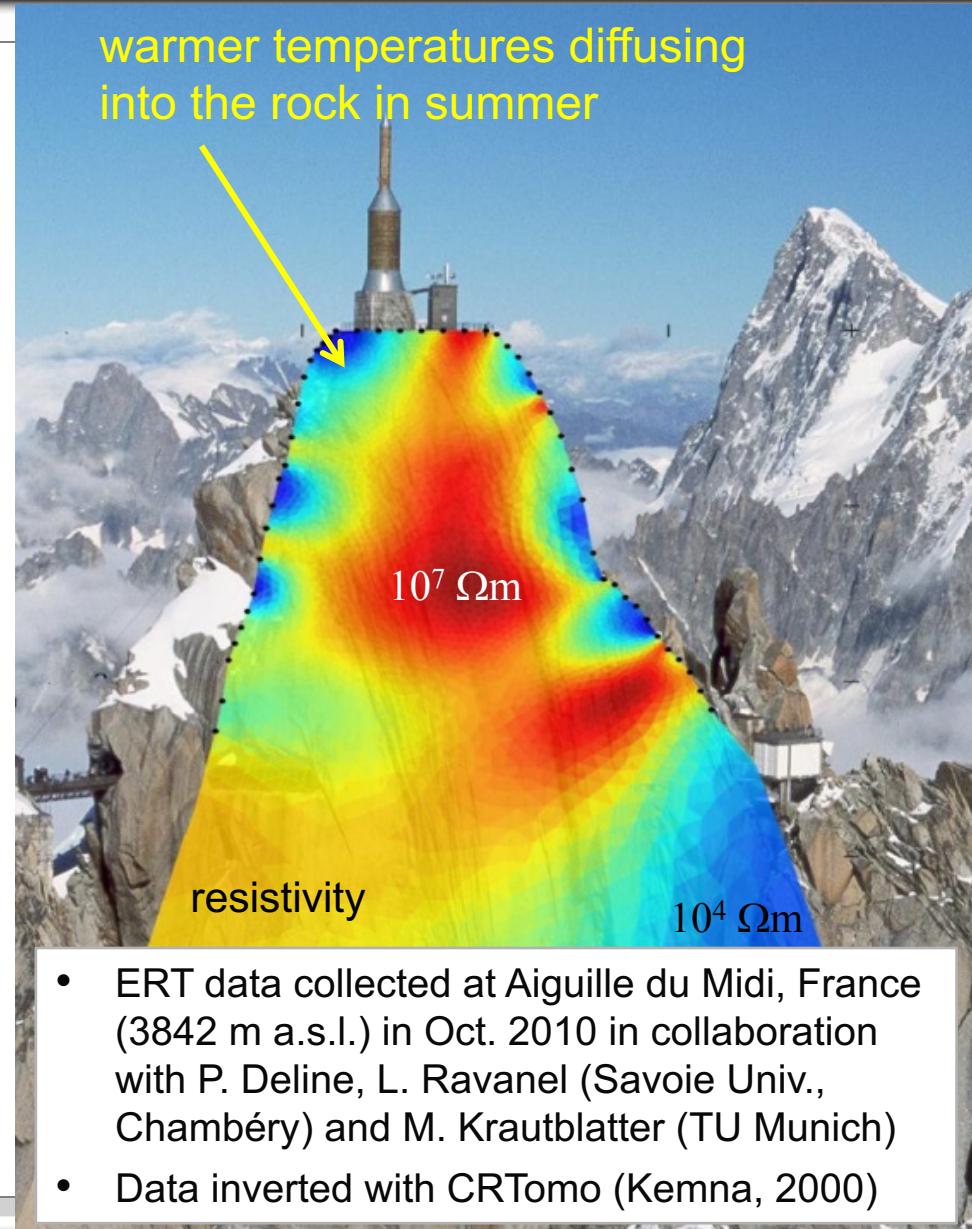 warmer temperatures diffusing
into the rock in summer
10⁷ Ωm
resistivity
10⁴ Ωm
• ERT data collected at Aiguille du Midi, France
(3842 m a.s.l.) in Oct. 2010 in collaboration
with P. Deline, L. Ravanel (Savoie Univ.,
Chambéry) and M. Krautblatter (TU Munich)
• Data inverted with CRTomo (Kemna, 2000)